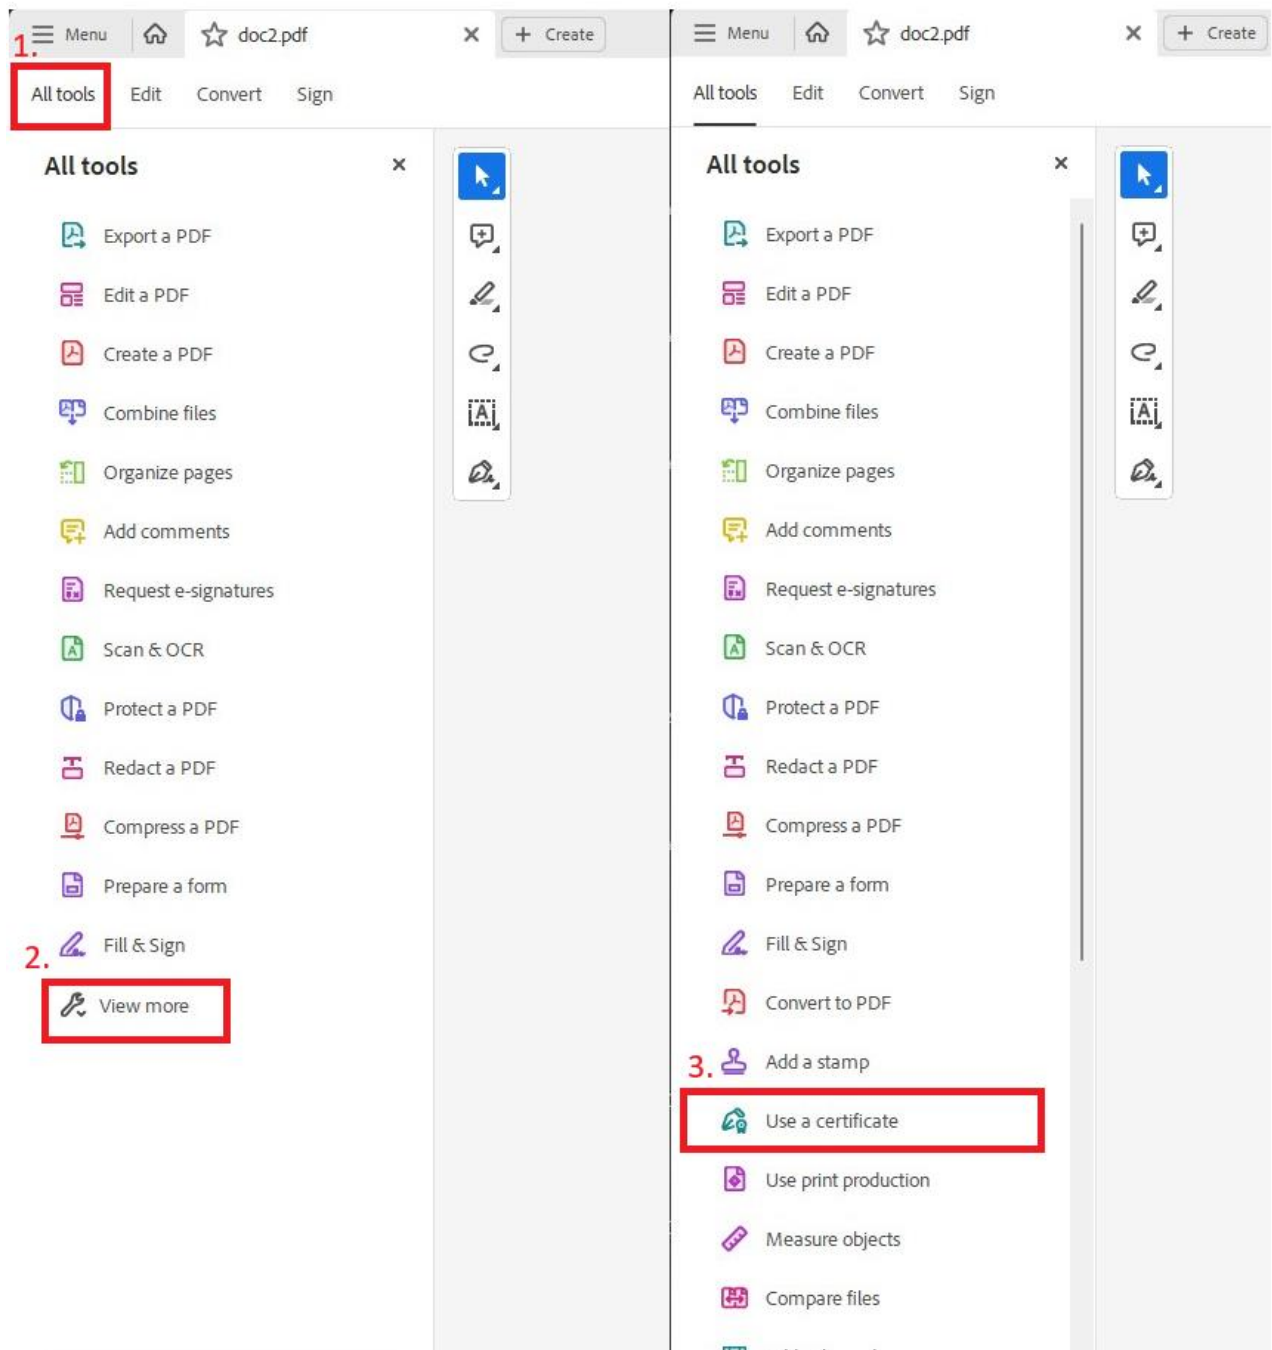 1.
Menu
doc2.pdf
+ Create
All tools
Edit
Convert
Sign
All tools
Export a PDF
Edit a PDF
Create a PDF
Combine files
Organize pages
Add comments
Request e-signatures
Scan & OCR
Protect a PDF
Redact a PDF
Compress a PDF
Prepare a form
Fill & Sign
2.
View more
Menu
doc2.pdf
+ Create
All tools
Edit
Convert
Sign
All tools
Export a PDF
Edit a PDF
Create a PDF
Combine files
Organize pages
Add comments
Request e-signatures
Scan & OCR
Protect a PDF
Redact a PDF
Compress a PDF
Prepare a form
Fill & Sign
Convert to PDF
3.
Add a stamp
Use a certificate
Use print production
Measure objects
Compare files